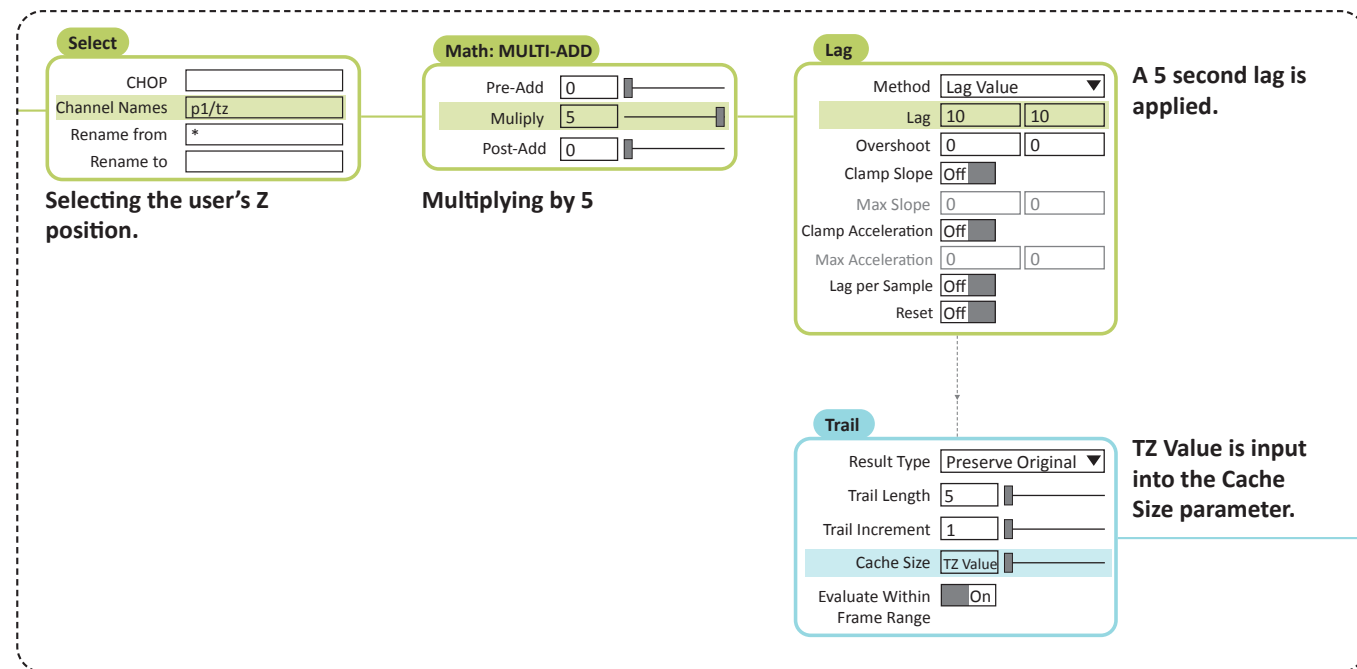 Select
CHOP
Channel Names p1/tz
Rename from *
Rename to
Selecting the user's Z
position.
Math: MULTI-ADD
Pre-Add 0
Muliply 5
Post-Add 0
Multiplying by 5
Lag
Method Lag Value
Lag 10 10
Overshoot 0 0
Clamp Slope Off
Max Slope 0 0
Clamp Acceleration Off
Max Acceleration 0 0
Lag per Sample Off
Reset Off
A 5 second lag is
applied.
Trail
Result Type Preserve Original
Trail Length 5
Trail Increment 1
Cache Size TZ Value
Evaluate Within On
Frame Range
TZ Value is input
into the Cache
Size parameter.